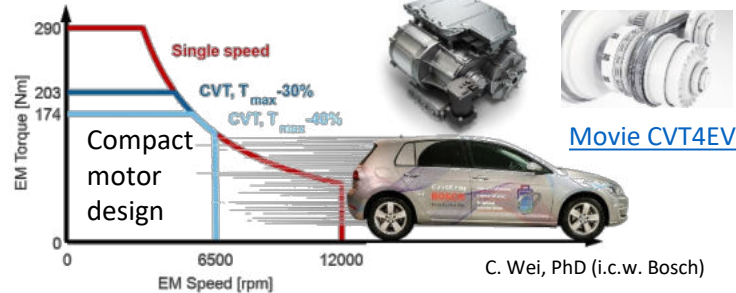 290
203
174
0
EM Torque [Nm]
Single speed
CVT, Tmax-30%
CVT, Tmax-40%
Compact
motor
design
0
6500
12000
EM Speed [rpm]
BOSCH
Movie CVT4EV
C. Wei, PhD (i.c.w. Bosch)